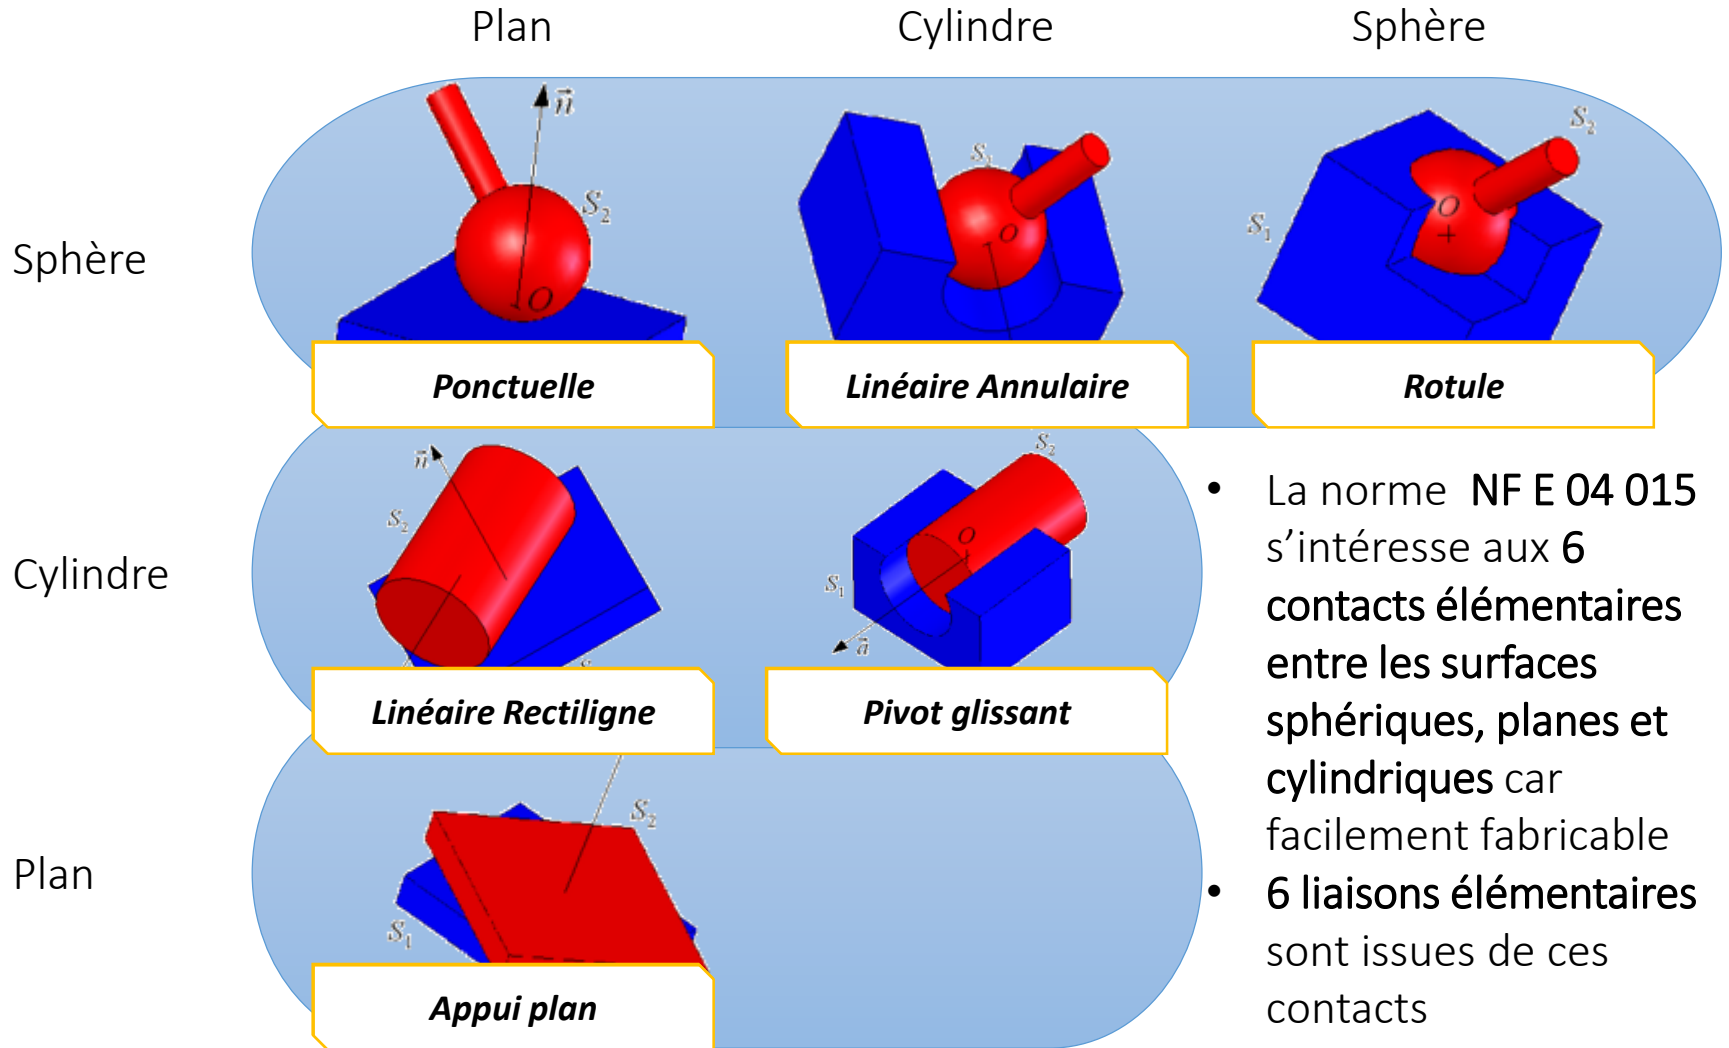 Plan
Cylindre
Sphère
Sphère
n
S2
O
S1
O
S1
S2
O
Ponctuelle
Linéaire Annulaire
Rotule
Cylindre
n
S2
S
S2
O
S1
a
Linéaire Rectiligne
Pivot glissant
Plan
S2
S1
Appui plan
• La norme NF E 04 015
s’intéresse aux 6
contacts élémentaires
entre les surfaces
sphériques, planes et
cylindriques car
facilement fabricable
• 6 liaisons élémentaires
sont issues de ces
contacts